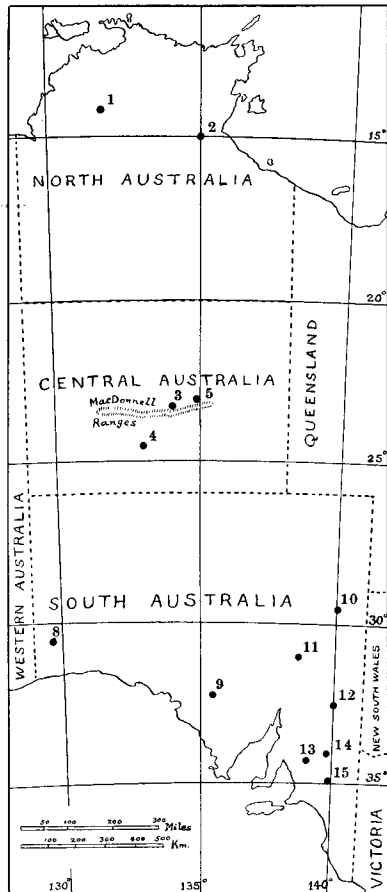 1
2
15°
NORTH AUSTRALIA
20°
QUEENSLAND
CENTRAL AUSTRALIA
MacDonnell
3
5
Ranges
4
25°
WESTERN AUSTRALIA
10
SOUTH AUSTRALIA
30°
8
11
NEW SOUTH WALES
9
12
13
14
15
35°
VICTORIA
50 100 200 300 Miles
100 200 300 400 500 Km.
130°
135°
140°